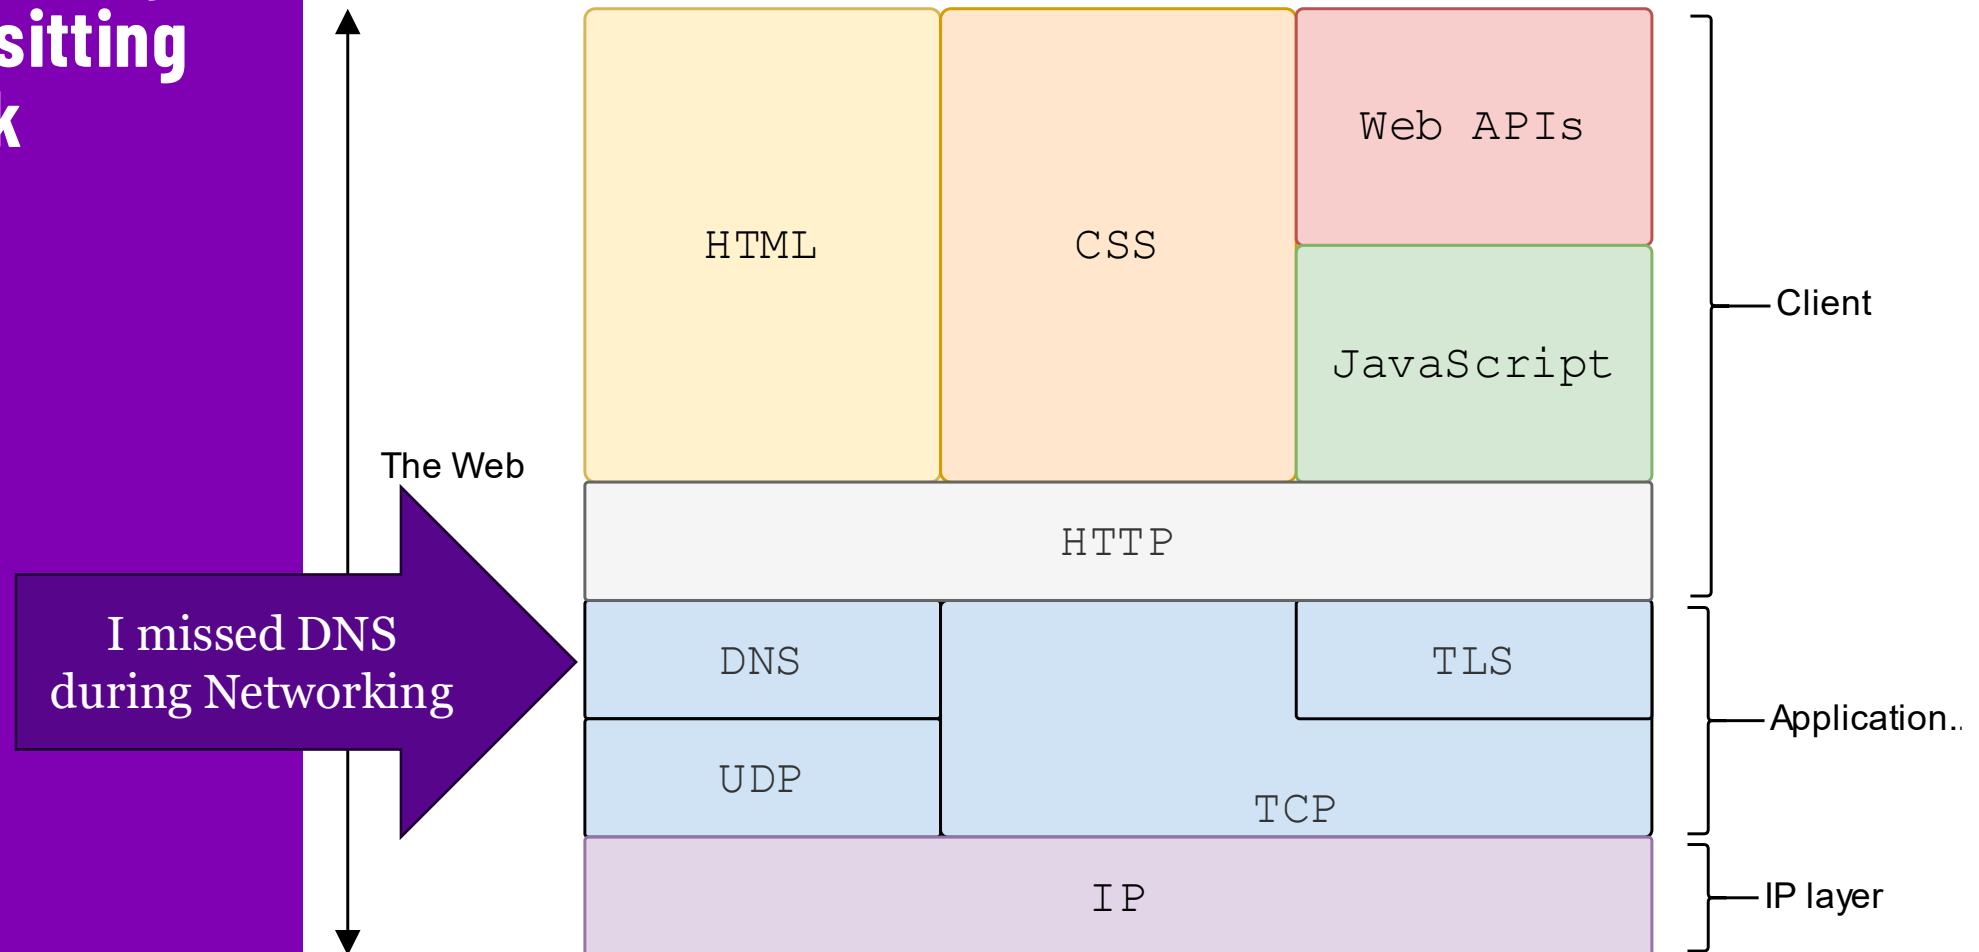 sitting
k
Web APIs
HTML
CSS
Client
JavaScript
The Web
HTTP
I missed DNS
during Networking
DNS
TLS
Application..
UDP
TCP
IP
IP layer